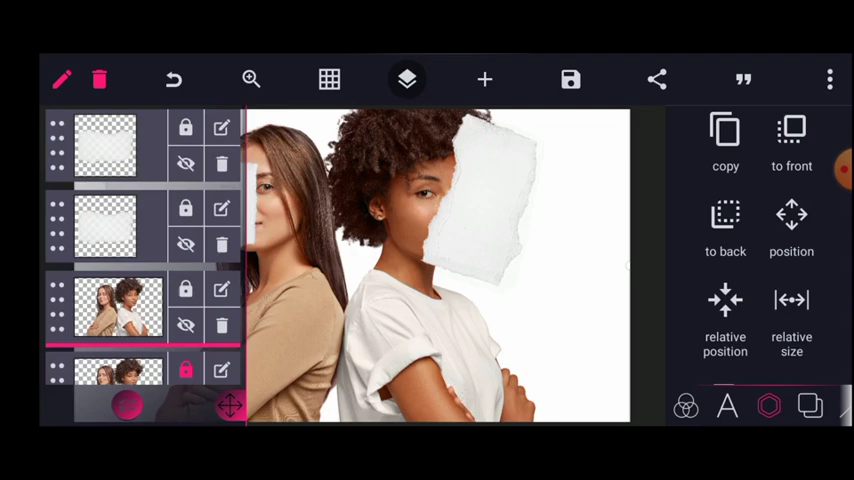 copy
to front
to back
position
relative
position
relative
size